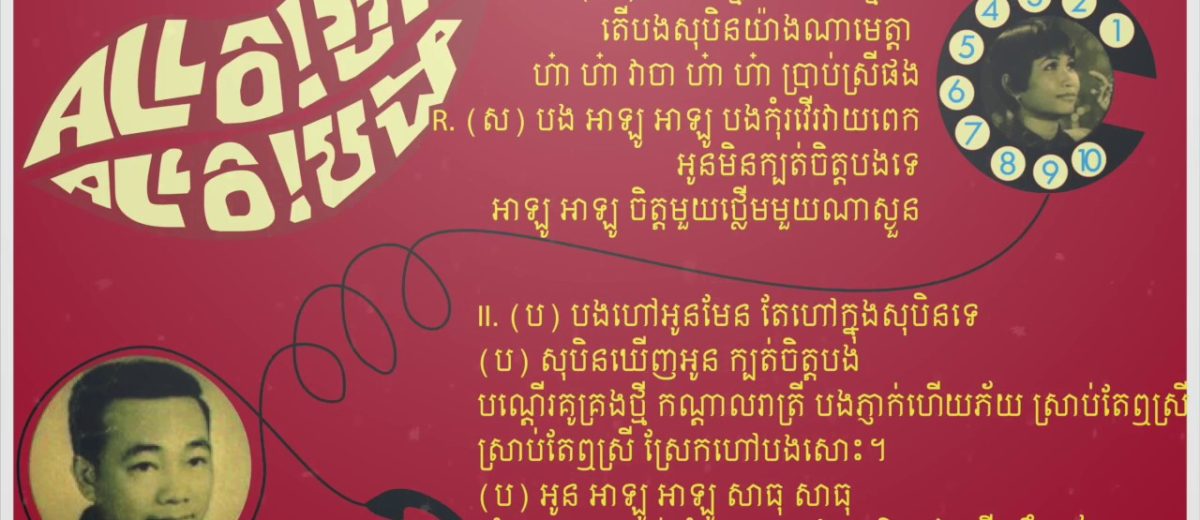 ALLÔ!បង
ALLÔ!បង
តើបងសុបិនយ៉ាងណាមេត្តា
ហ៎ា ហ៎ា វាចា ហ៎ា ហ៎ា ប្រាប់ស្រីផង
R. (ស) បង អាឡូ អាឡូ បងកុំរវើរវាយពេក
អូនមិនក្បត់ចិត្តបងទេ
អាឡូ អាឡូ ចិត្តមួយថ្លើមមួយណាស្ងួន
1
2
3
4
5
6
7
8
9
10
II. (ប) បងហៅអូនមែន តែហៅក្នុងសុបិនទេ
(ប) សុបិនឃើញអូន ក្បត់ចិត្តបង
បណ្តើរគូគ្រងថ្មី កណ្តាលរាត្រី បងភ្ញាក់ហើយភ័យ ស្រាប់តែឮស្រី
ស្រាប់តែឮស្រី ស្រែកហៅបងសោះ។
(ប) អូន អាឡូ អាឡូ សាធុ សាធុ